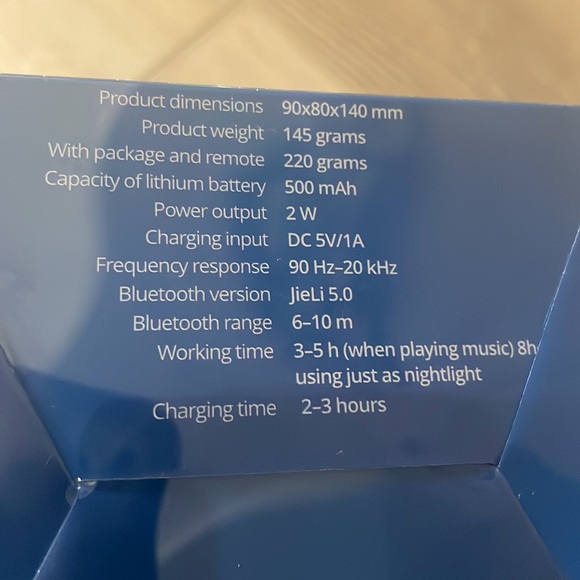 Product dimensions 90x80x140 mm
Product weight 145 grams
With package and remote 220 grams
Capacity of lithium battery 500 mAh
Power output 2 W
Charging input DC 5V/1A
Frequency response 90 Hz–20 kHz
Bluetooth version JieLi 5.0
Bluetooth range 6–10 m
Working time 3–5 h (when playing music) 8h
using just as nightlight
Charging time 2–3 hours